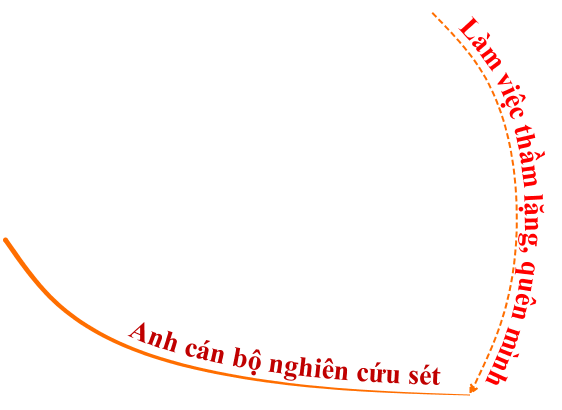 Làm việc thầm lặng, quên mình
Anh cán bộ nghiên cứu sét